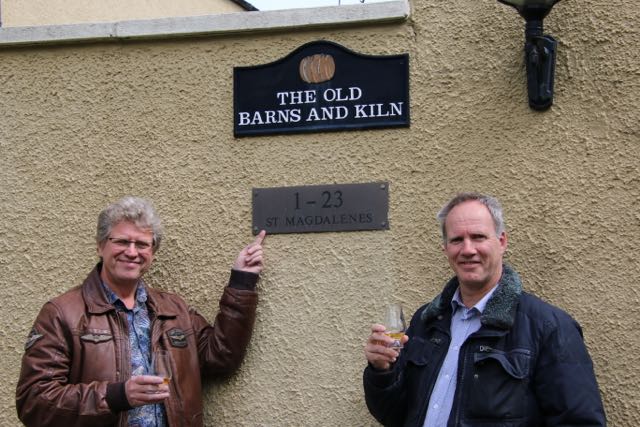 THE OLD
BARNS AND KILN
1 – 23
ST MAGDALENES